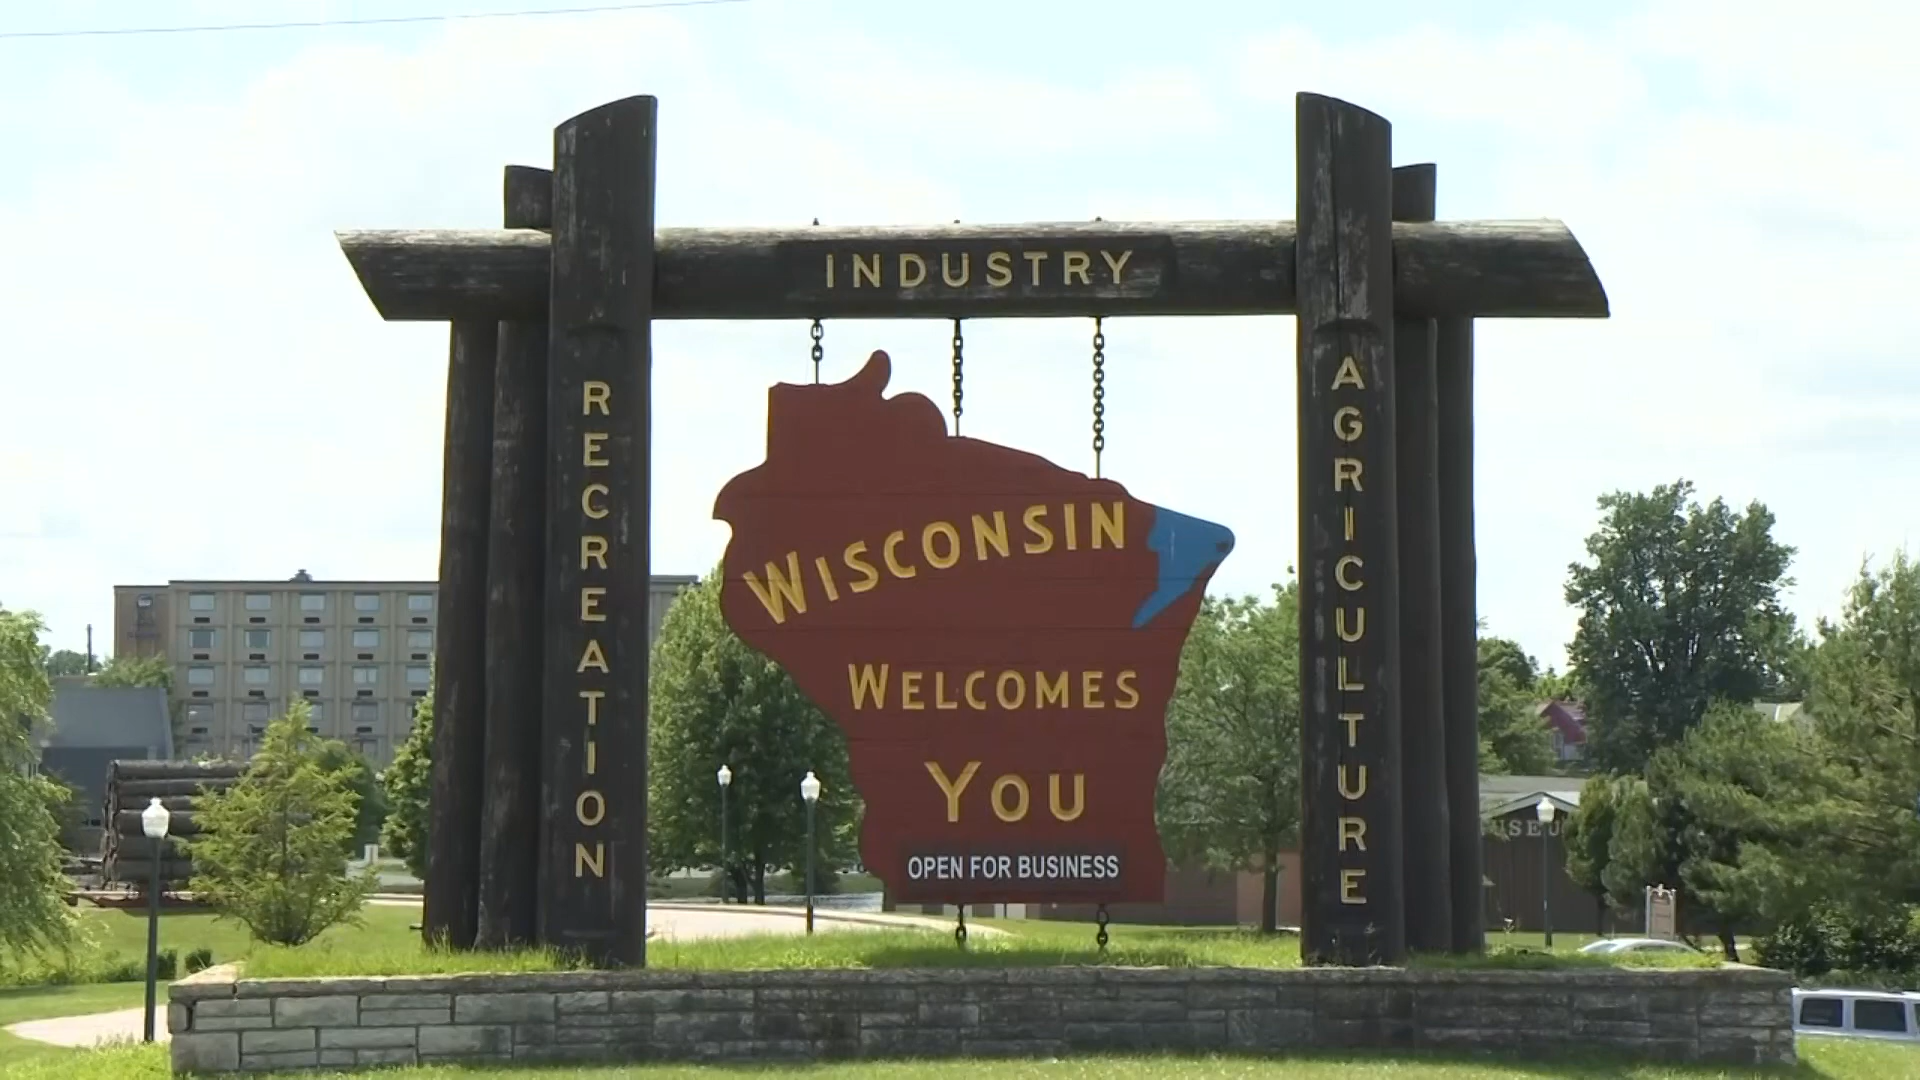 INDUSTRY
RECREATION
AGRICULTURE
WISCONSIN
WELCOMES
YOU
OPEN FOR BUSINESS